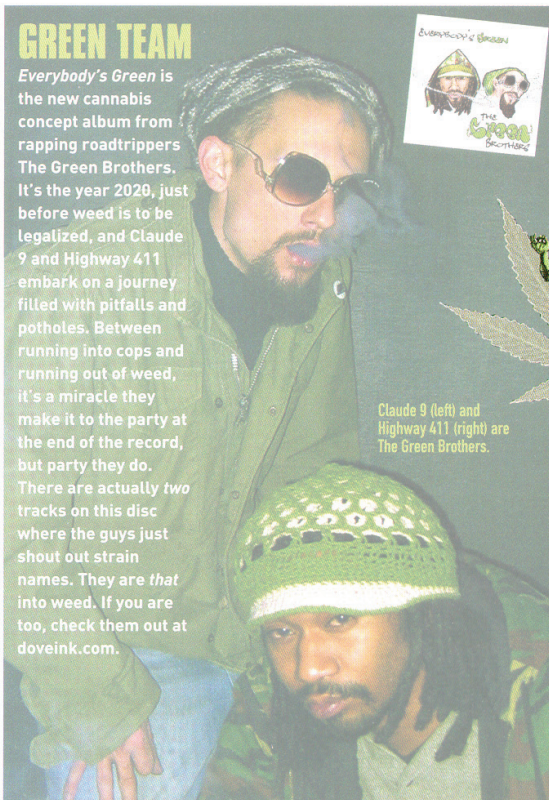 GREEN TEAM
Everybody's Green is
the new cannabis
concept album from
rapping roadtrippers
The Green Brothers.
It's the year 2020, just
before weed is to be
legalized, and Claude
9 and Highway 411
embark on a journey
filled with pitfalls and
potholes. Between
running into cops and
running out of weed,
it's a miracle they
make it to the party at
the end of the record,
but party they do.
There are actually two
tracks on this disc
where the guys just
shout out strain
names. They are that
into weed. If you are
too, check them out at
doveink.com.
EVERYBODY'S GREEN
THE
GREEN
BROTHERS
Claude 9 (left) and
Highway 411 (right) are
The Green Brothers.